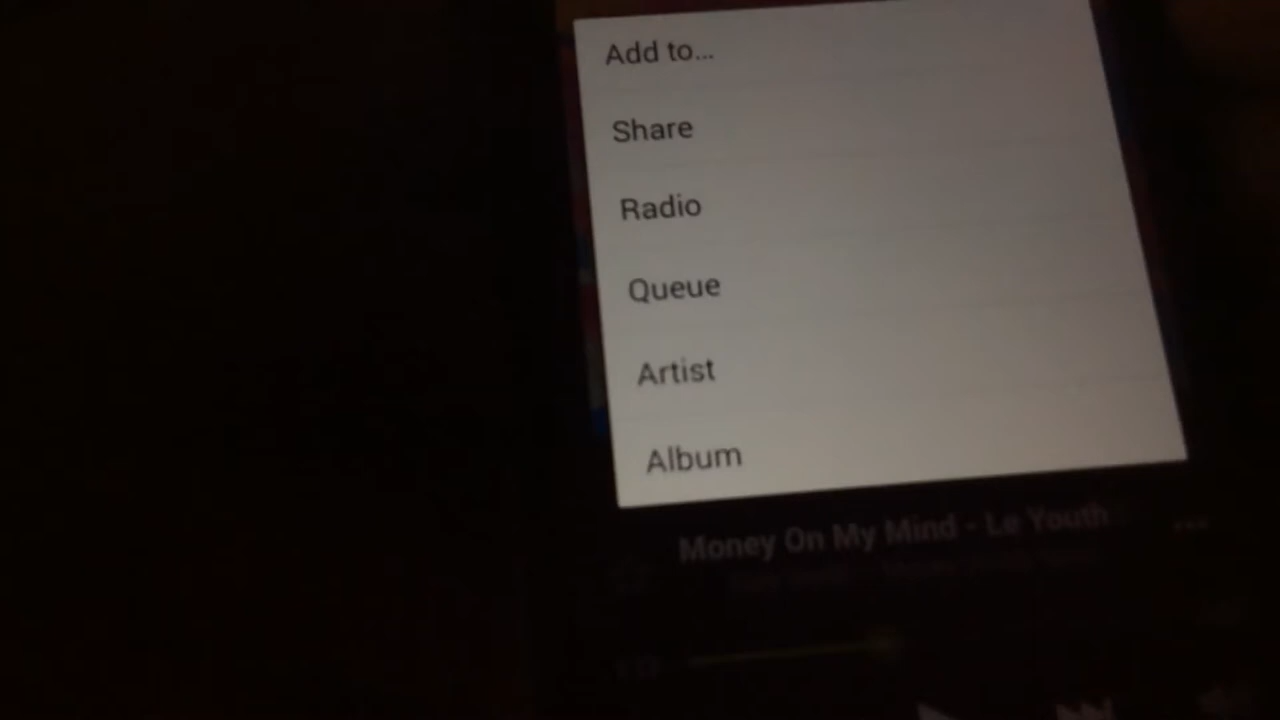 Add to...
Share
Radio
Queue
Artist
Album
Money On My Mind - Le Youth